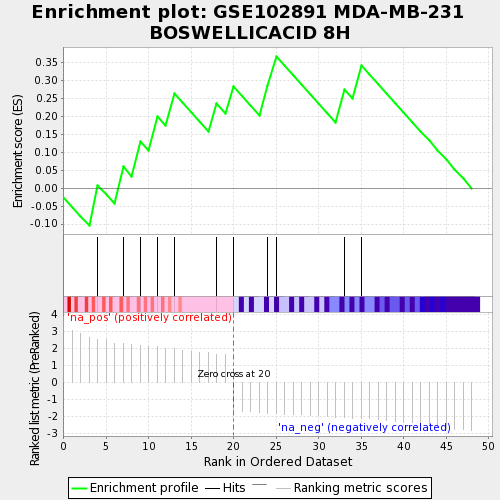 Enrichment plot: GSE102891 MDA-MB-231
BOSWELLICACID 8H
Enrichment score (ES)
0.35
0.30
0.25
0.20
0.15
0.10
0.05
0.00
-0.05
-0.10
'na_pos' (positively correlated)
Ranked list metric (PreRanked)
4
3
2
1
0
-1
-2
-3
Zero cross at 20
'na_neg' (negatively correlated)
0 5 10 15 20 25 30 35 40 45 50
Rank in Ordered Dataset
Enrichment profile Hits Ranking metric scores